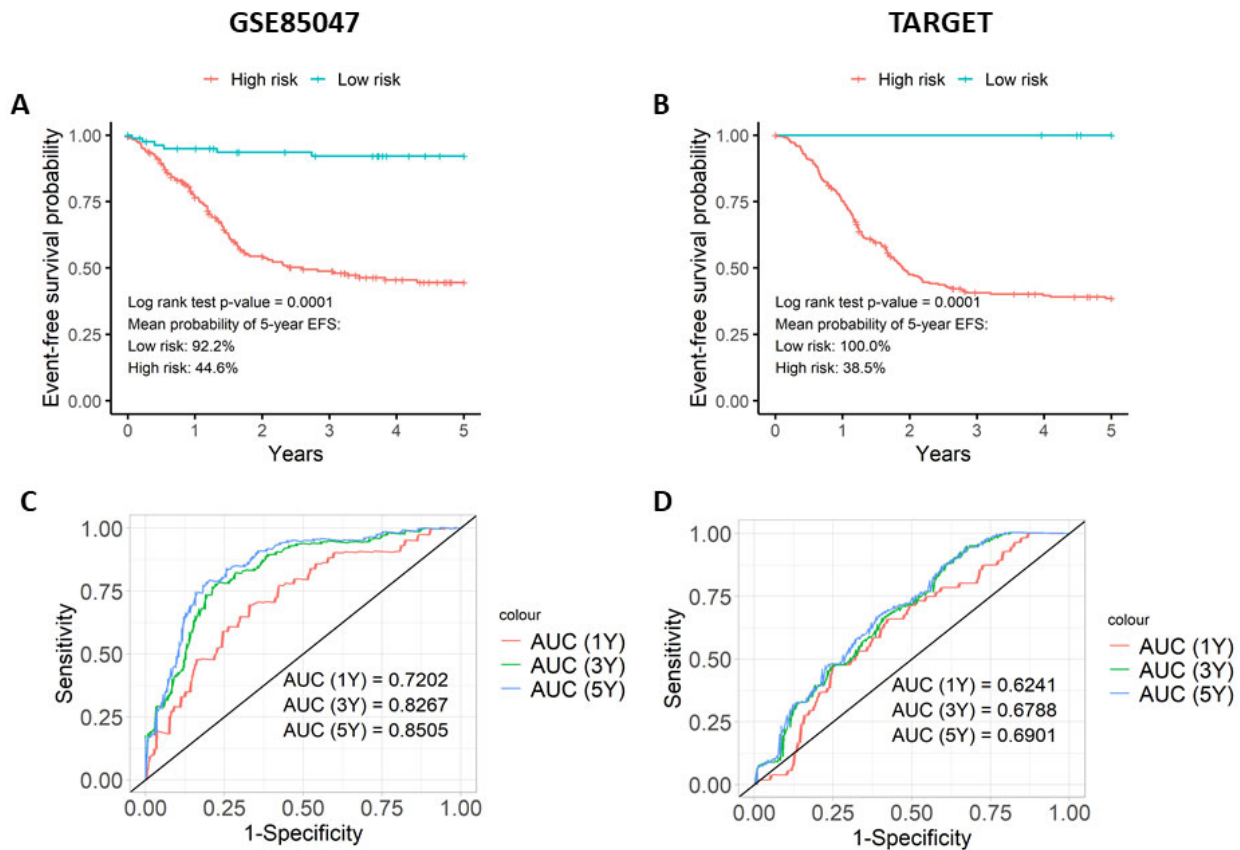 GSE85047
TARGET
High risk Low risk
High risk Low risk
A
B
Event-free survival probability
1.00
0.75
0.50
0.25
0.00
Log rank test p-value = 0.0001
Mean probability of 5-year EFS:
Low risk: 92.2%
High risk: 44.6%
0 1 2 3 4 5
Years
Event-free survival probability
1.00
0.75
0.50
0.25
0.00
Log rank test p-value = 0.0001
Mean probability of 5-year EFS:
Low risk: 100.0%
High risk: 38.5%
0 1 2 3 4 5
Years
C
Sensitivity
1.00
0.75
0.50
0.25
0.00
AUC (1Y) = 0.7202
AUC (3Y) = 0.8267
AUC (5Y) = 0.8505
0.00 0.25 0.50 0.75 1.00
1-Specificity
colour
AUC (1Y)
AUC (3Y)
AUC (5Y)
D
Sensitivity
1.00
0.75
0.50
0.25
0.00
AUC (1Y) = 0.6241
AUC (3Y) = 0.6788
AUC (5Y) = 0.6901
0.00 0.25 0.50 0.75 1.00
1-Specificity
colour
AUC (1Y)
AUC (3Y)
AUC (5Y)